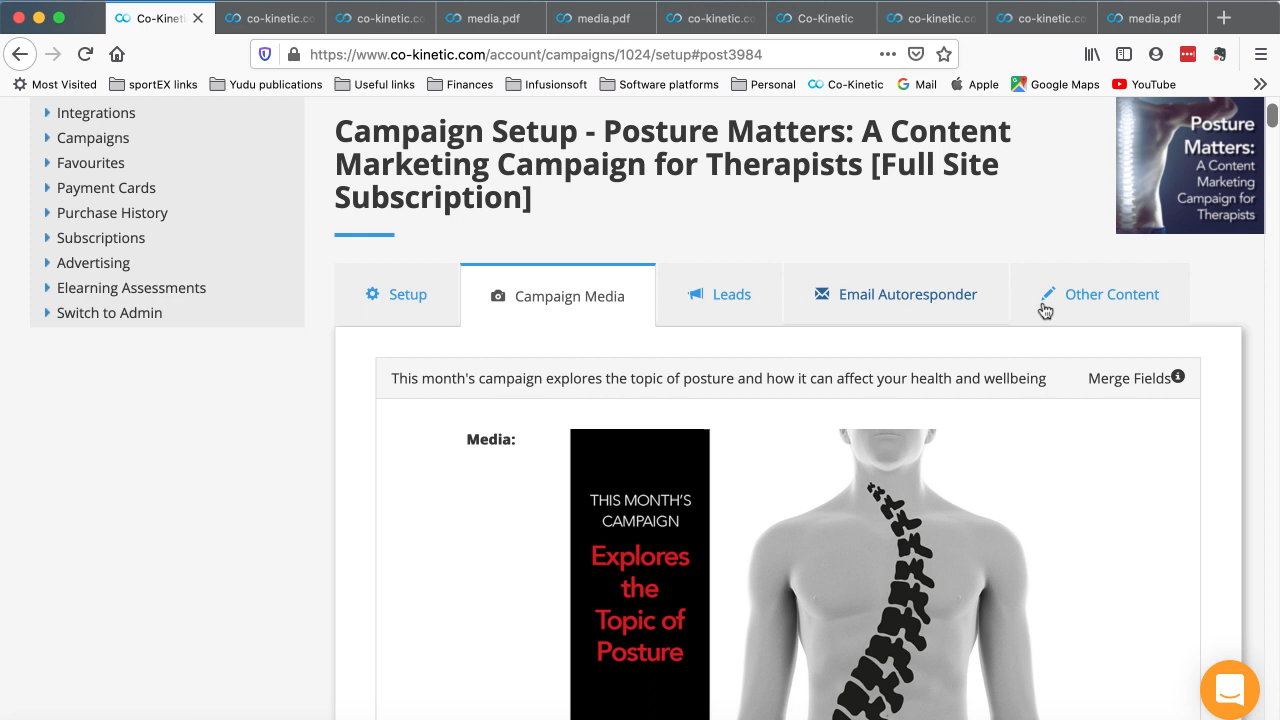 Co-Kineti
co-kinetic.co
co-kinetic.co
media.pdf
media.pdf
co-kinetic.co
Co-Kinetic
co-kinetic.co
co-kinetic.co
media.pdf
https://www.co-kinetic.com/account/campaigns/1024/setup#post3984
Most Visited
sportEX links
Yudu publications
Useful links
Finances
Infusionsoft
Software platforms
Personal
Co-Kinetic
Mail
Apple
Google Maps
YouTube
Integrations
Campaigns
Favourites
Payment Cards
Purchase History
Subscriptions
Advertising
Elearning Assessments
Switch to Admin
Campaign Setup - Posture Matters: A Content
Marketing Campaign for Therapists [Full Site
Subscription]
Posture
Matters:
A Content
Marketing
Campaign for
Therapists
Setup
Campaign Media
Leads
Email Autoresponder
Other Content
This month's campaign explores the topic of posture and how it can affect your health and wellbeing
Merge Fields
Media:
THIS MONTH'S
CAMPAIGN
Explores
the
Topic of
Posture